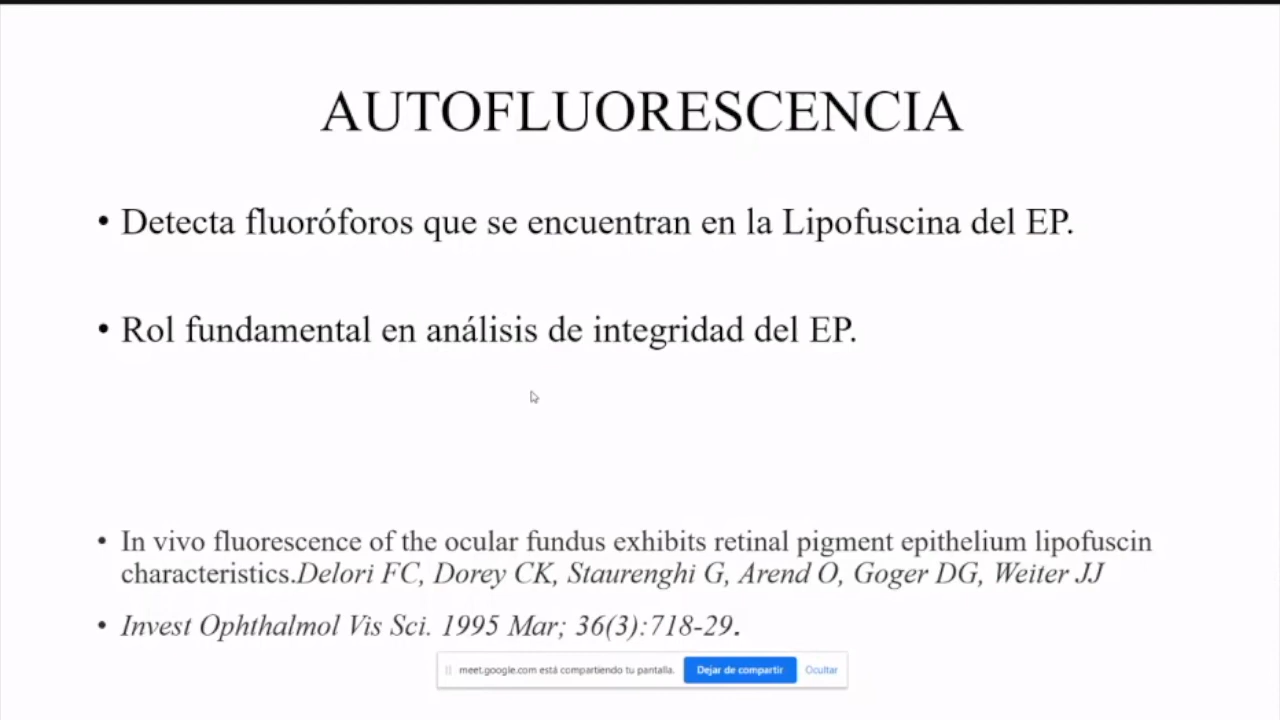 AUTOFLUORESCENCIA
• Detecta fluoróforos que se encuentran en la Lipofuscina del EP.
• Rol fundamental en análisis de integridad del EP.
• In vivo fluorescence of the ocular fundus exhibits retinal pigment epithelium lipofuscin
characteristics.Delori FC, Dorey CK, Staurenghi G, Arend O, Goger DG, Weiter JJ
• Invest Ophthalmol Vis Sci. 1995 Mar; 36(3):718-29.
meet.google.com está compartiendo tu pantalla. Dejar de compartir Ocultar